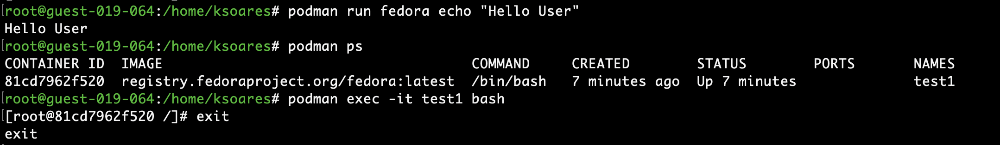 [root@guest-019-064:/home/ksoares# podman run fedora echo "Hello User"
Hello User
[root@guest-019-064:/home/ksoares# podman ps
CONTAINER ID  IMAGE                                     COMMAND     CREATED        STATUS        PORTS       NAMES
81cd7962f520  registry.fedoraproject.org/fedora:latest  /bin/bash   7 minutes ago  Up 7 minutes              test1
[root@guest-019-064:/home/ksoares# podman exec -it test1 bash
[[root@81cd7962f520 /]# exit
exit